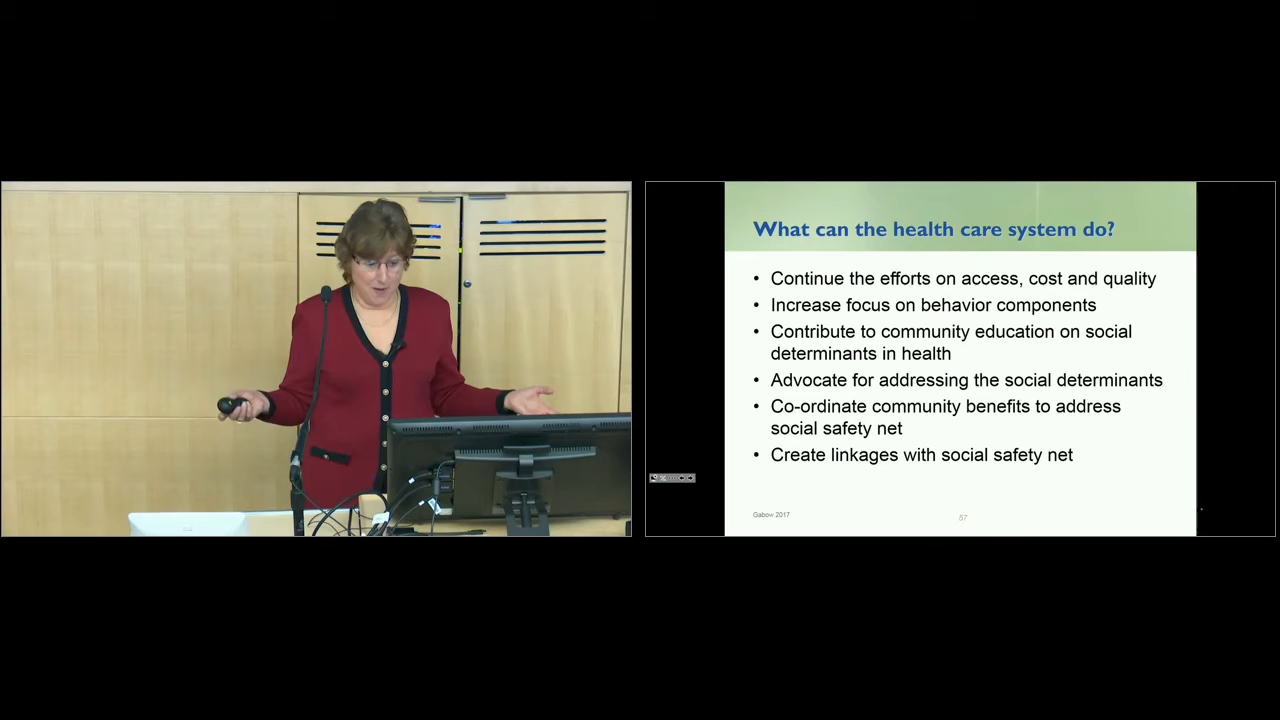 What can the health care system do?
• Continue the efforts on access, cost and quality
• Increase focus on behavior components
• Contribute to community education on social
determinants in health
• Advocate for addressing the social determinants
• Co-ordinate community benefits to address
social safety net
• Create linkages with social safety net
Gabow 2017
57